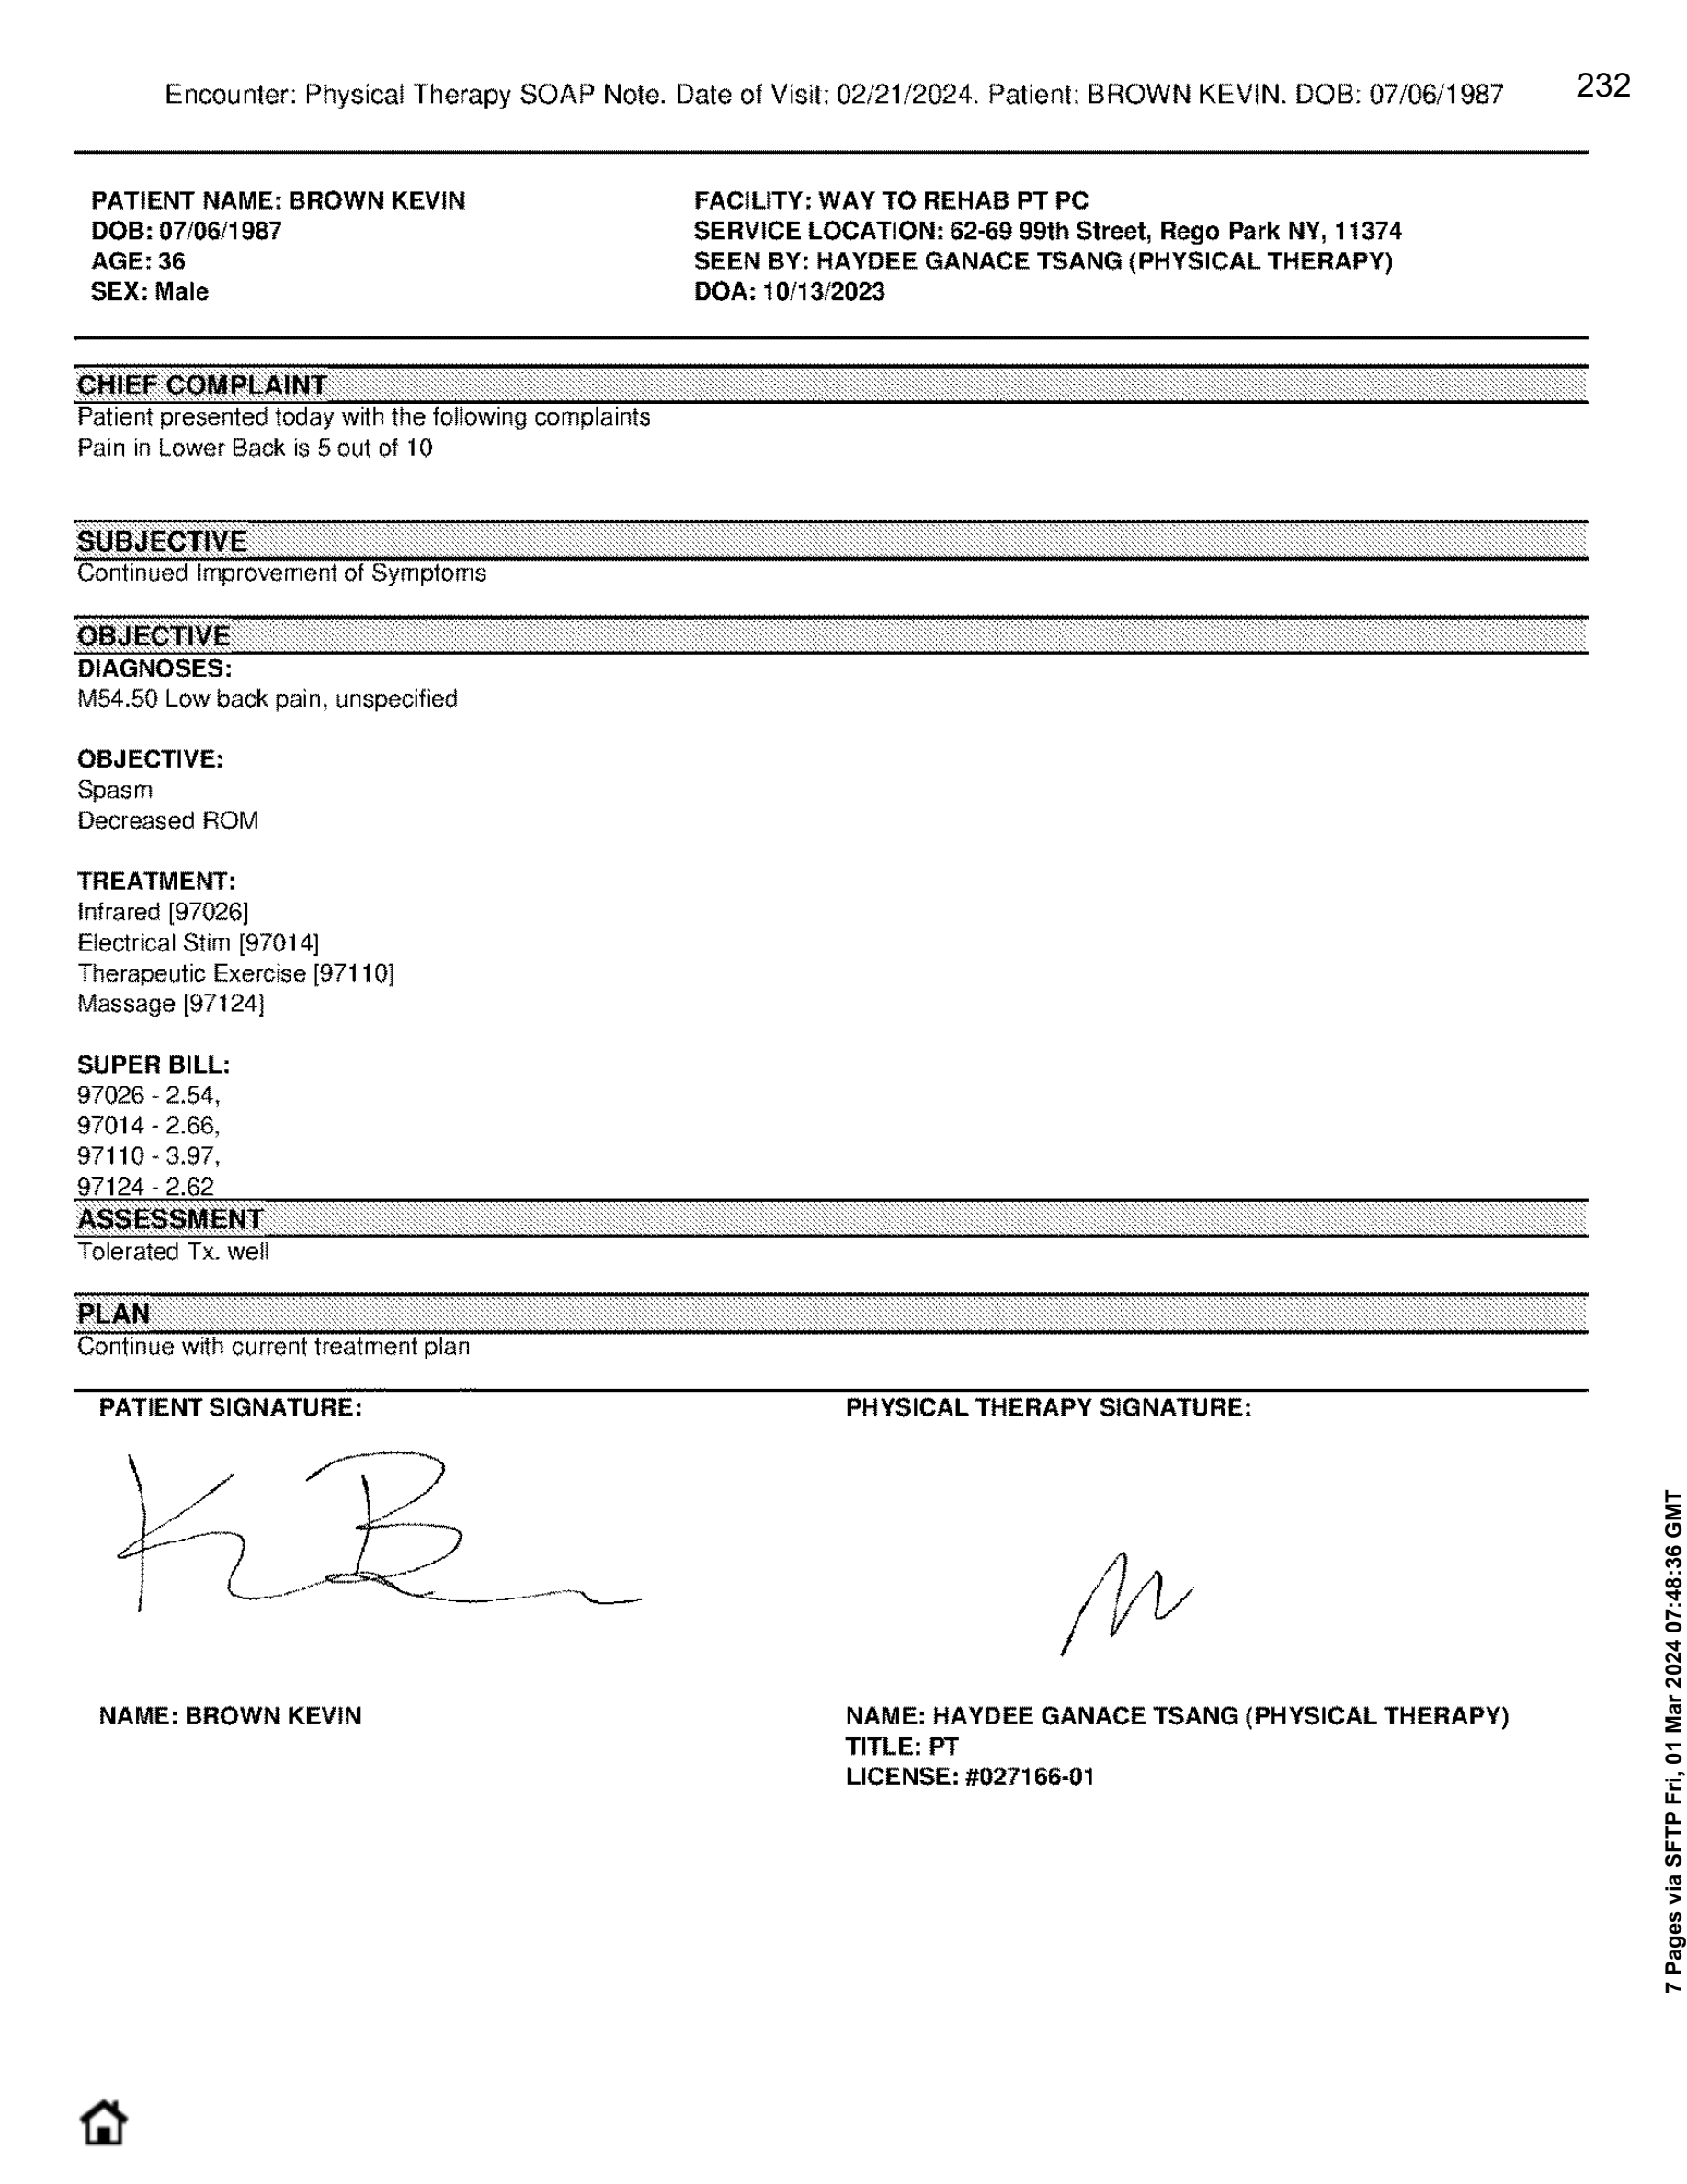 Encounter: Physical Therapy SOAP Note. Date of Visit: 02/21/2024. Patient: BROWN KEVIN. DOB: 07/06/1987
232
PATIENT NAME: BROWN KEVIN
DOB: 07/06/1987
AGE: 36
SEX: Male
FACILITY: WAY TO REHAB PT PC
SERVICE LOCATION: 62-69 99th Street, Rego Park NY, 11374
SEEN BY: HAYDEE GANACE TSANG (PHYSICAL THERAPY)
DOA: 10/13/2023
CHIEF COMPLAINT
Patient presented today with the following complaints
Pain in Lower Back is 5 out of 10
SUBJECTIVE
Continued Improvement of Symptoms
OBJECTIVE
DIAGNOSES:
M54.50 Low back pain, unspecified
OBJECTIVE:
Spasm
Decreased ROM
TREATMENT:
Infrared [97026]
Electrical Stim [97014]
Therapeutic Exercise [97110]
Massage [97124]
SUPER BILL:
97026 - 2.54,
97014 - 2.66,
97110 - 3.97,
97124 - 2.62
ASSESSMENT
Tolerated Tx. well
PLAN
Continue with current treatment plan
PATIENT SIGNATURE:
PHYSICAL THERAPY SIGNATURE:
NAME: BROWN KEVIN
NAME: HAYDEE GANACE TSANG (PHYSICAL THERAPY)
TITLE: PT
LICENSE: #027166-01
7 Pages via SFTP Fri, 01 Mar 2024 07:48:36 GMT